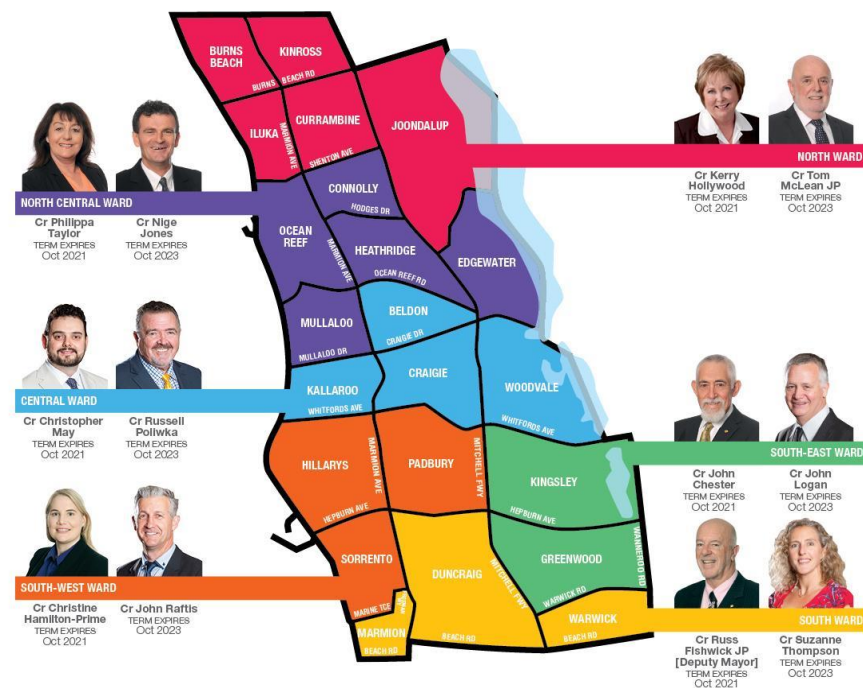 BURNS
BEACH
KINROSS
BURNS BEACH RD
ILUKA
MARMION AVE
CURRAMBINE
SHENTON AVE
JOONDALUP
NORTH WARD
Cr Kerry
Hollywood
TERM EXPIRES
Oct 2021
Cr Tom
McLean JP
TERM EXPIRES
Oct 2023
NORTH CENTRAL WARD
Cr Philippa
Taylor
TERM EXPIRES
Oct 2021
Cr Nige
Jones
TERM EXPIRES
Oct 2023
CONNOLLY
HODGES DR
OCEAN
REEF
MARMION AVE
HEATHRIDGE
OCEAN REEF RD
EDGEWATER
MULLALOO
MULLALOO DR
BELDON
CRAIGIE DR
CENTRAL WARD
Cr Christopher
May
TERM EXPIRES
Oct 2021
Cr Russell
Poliwka
TERM EXPIRES
Oct 2023
KALLAROO
WHITFORDS AVE
CRAIGIE
WOODVALE
WHITFORDS AVE
SOUTH-EAST WARD
Cr John
Chester
TERM EXPIRES
Oct 2021
Cr John
Logan
TERM EXPIRES
Oct 2023
HILLARYS
MARMION AVE
PADBURY
MITCHELL FWY
KINGSLEY
HEPBURN AVE
HEPBURN AVE
SORRENTO
DUNCRAIG
MITCHELL FWY
GREENWOOD
WANNEROO RD
WARWICK RD
SOUTH-WEST WARD
Cr Christine
Hamilton-Prime
TERM EXPIRES
Oct 2021
Cr John Raftis
TERM EXPIRES
Oct 2023
MARINE TCE
MARMION
BEACH RD
BEACH RD
WARWICK
BEACH RD
SOUTH WARD
Cr Russ
Fishwick JP
[Deputy Mayor]
TERM EXPIRES
Oct 2021
Cr Suzanne
Thompson
TERM EXPIRES
Oct 2023